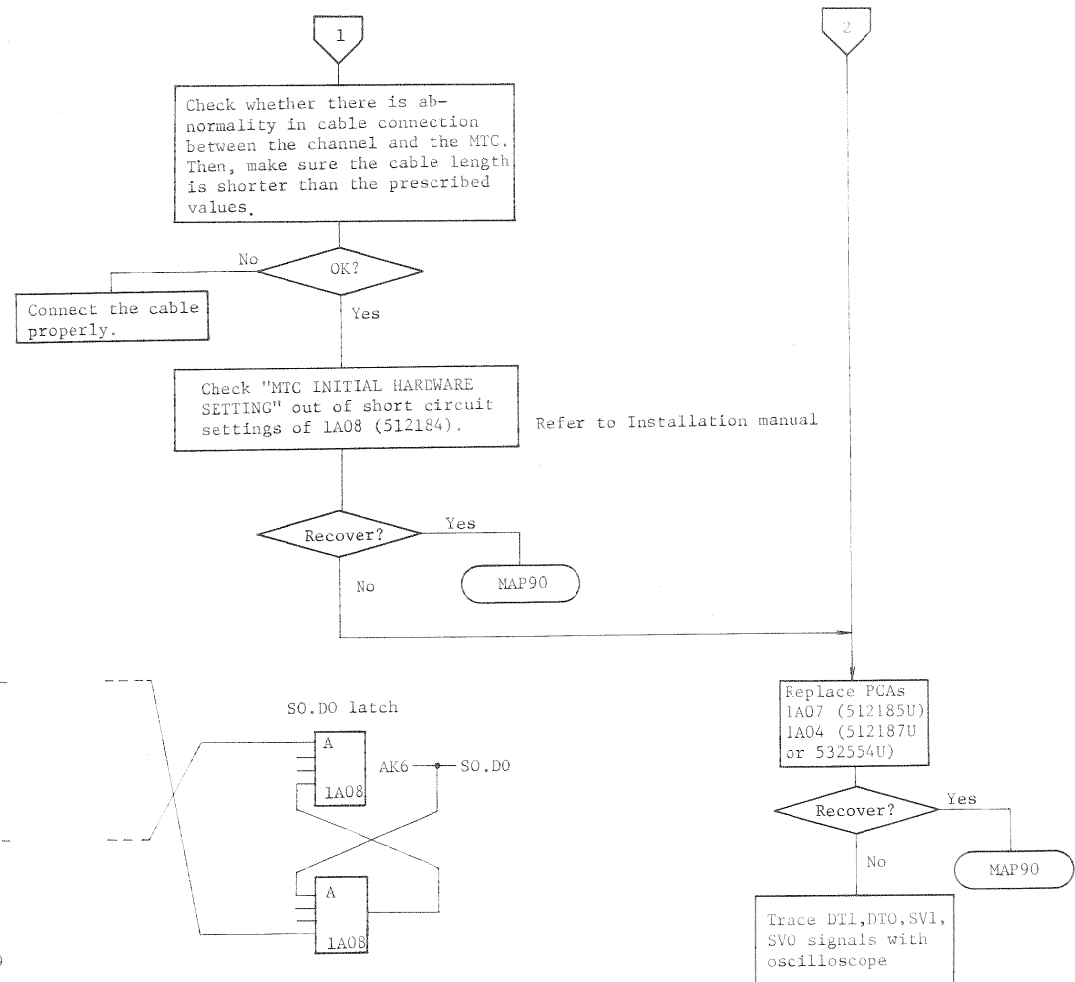 1
2
Check whether there is ab-
normality in cable connection
between the channel and the MTC.
Then, make sure the cable length
is shorter than the prescribed
values.
No
OK?
Connect the cable
properly.
Yes
Check "MTC INITIAL HARDWARE
SETTING" out of short circuit
settings of 1A08 (512184).
Refer to Installation manual
Recover?
Yes
MAP90
No
Replace PCAs
1A07 (512185U)
1A04 (512187U
or 532554U)
SO.DO latch
A
AK6
SO.DO
1A08
A
1A08
Recover?
Yes
MAP90
No
Trace DT1,DTO,SV1,
SVO signals with
oscilloscope